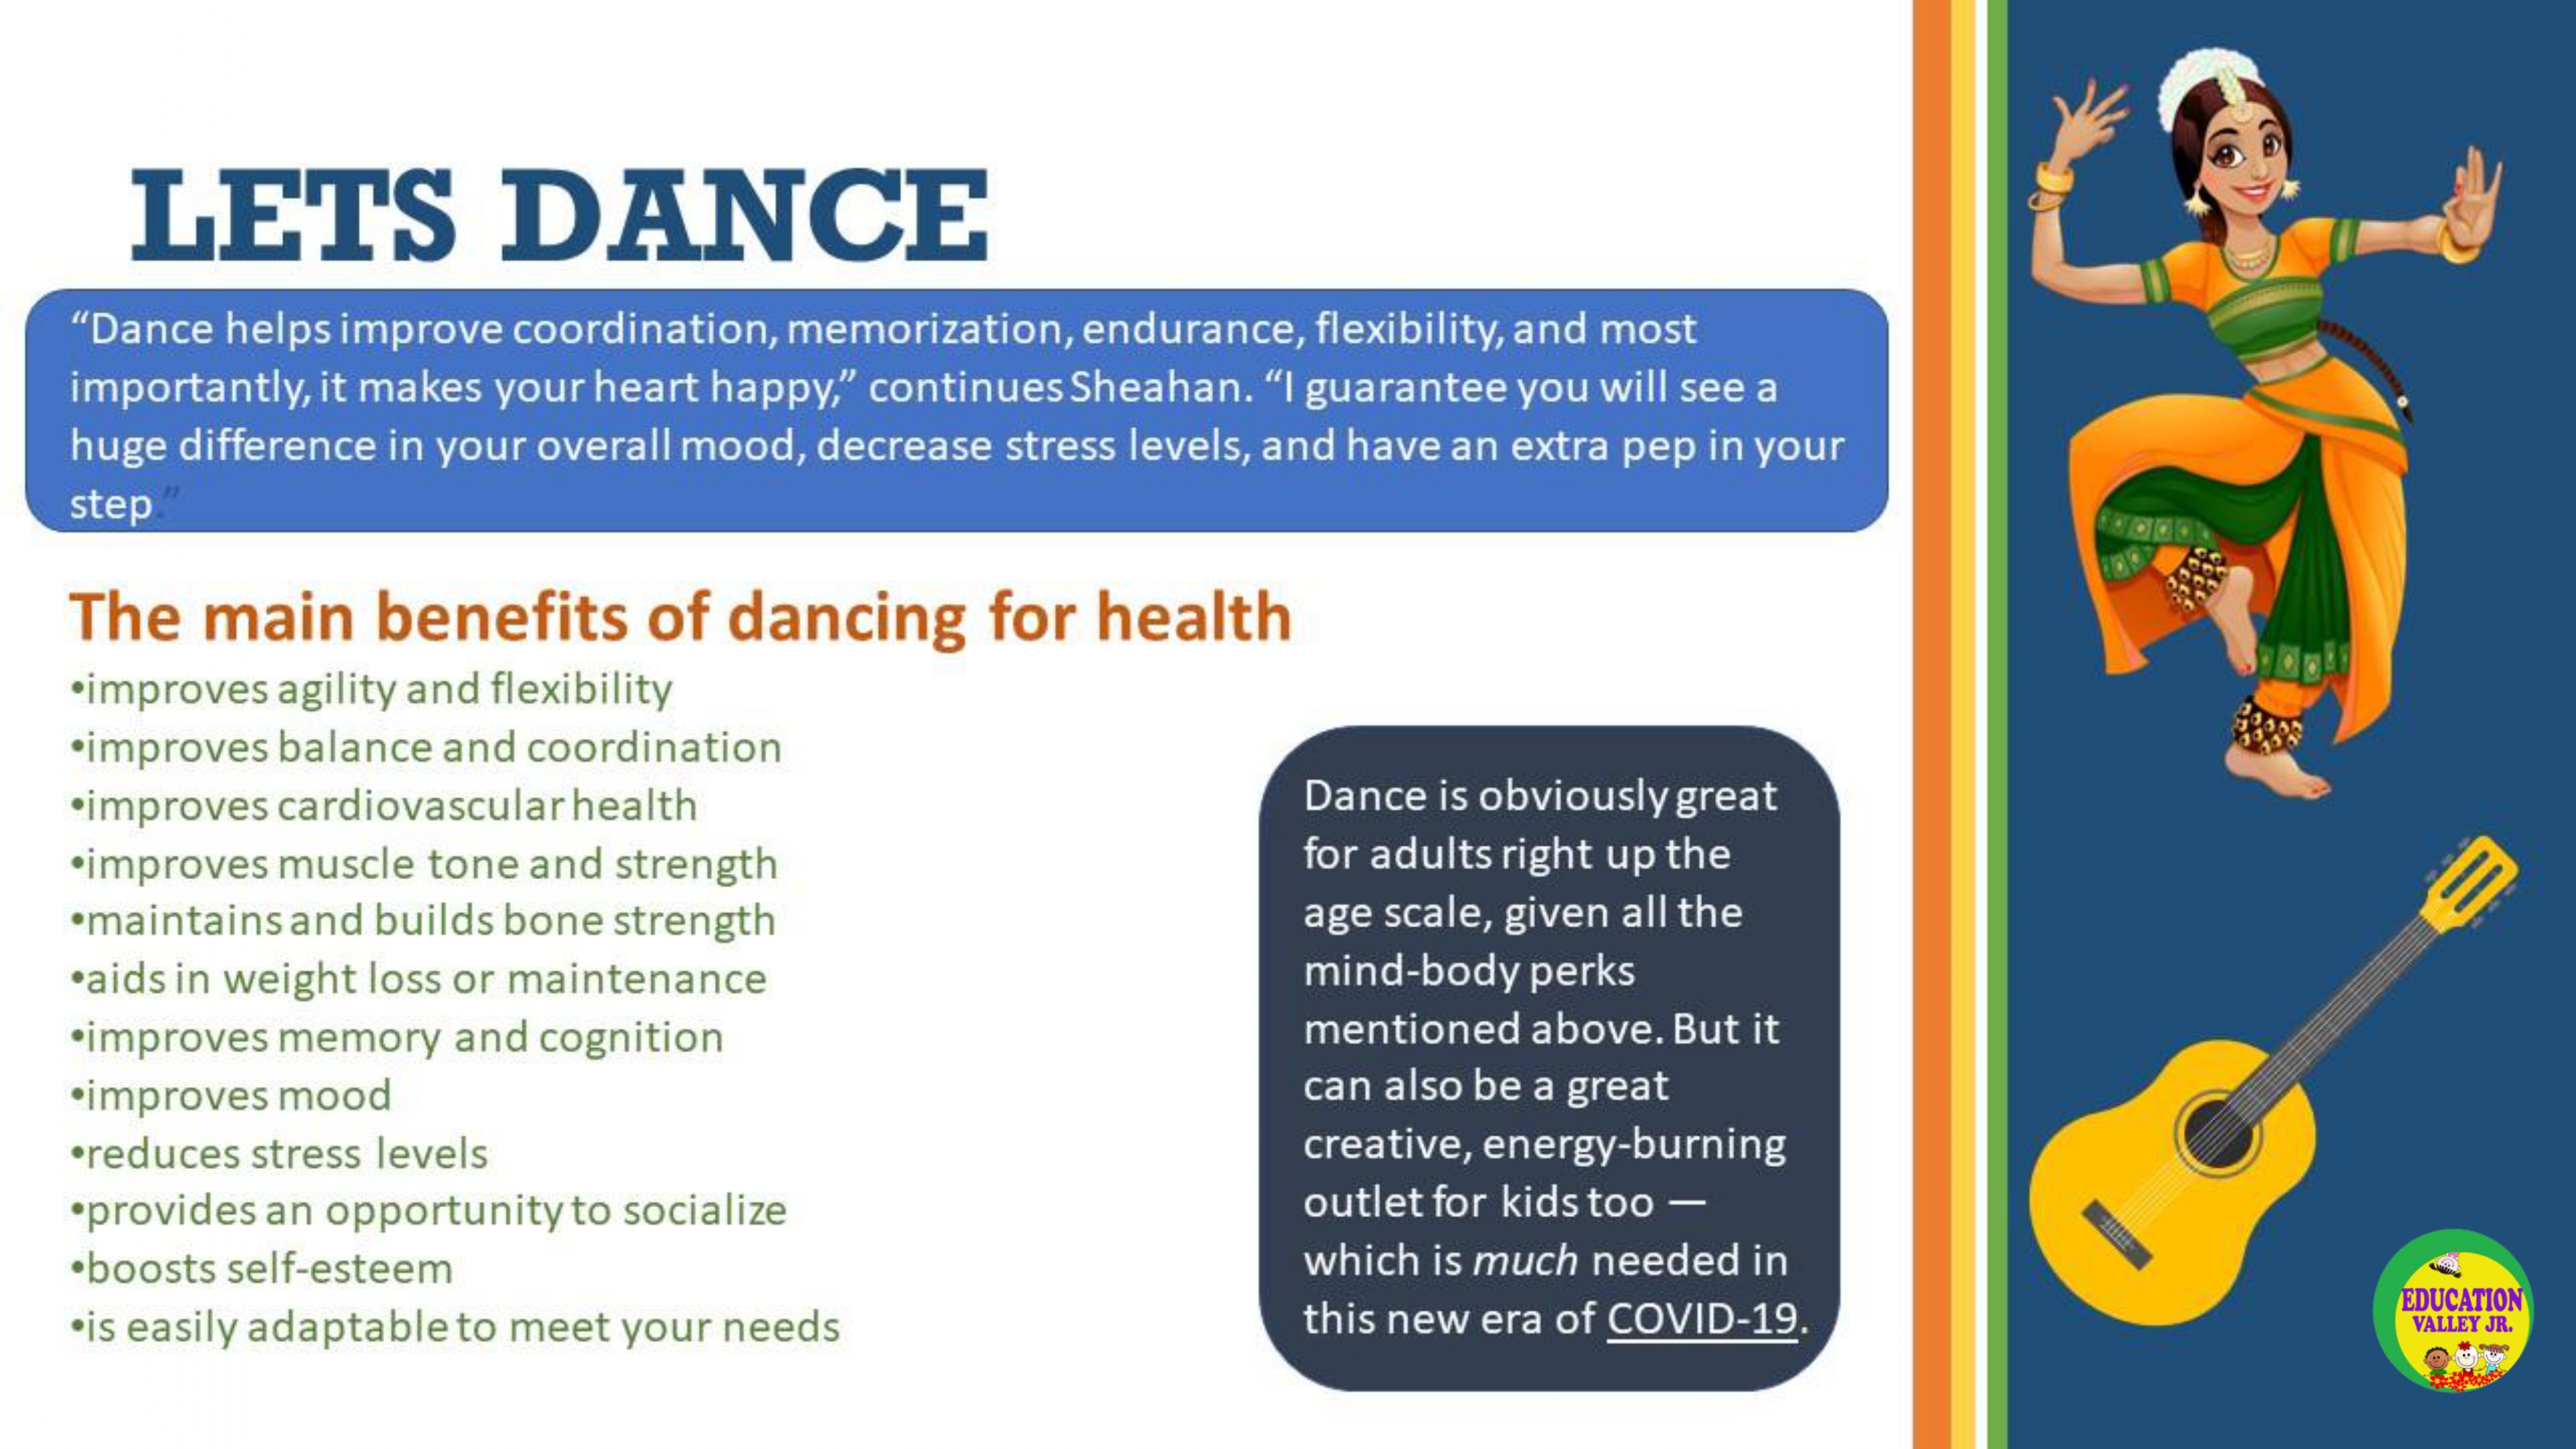 LETS DANCE
“Dance helps improve coordination, memorization, endurance, flexibility, and most
importantly, it makes your heart happy,” continues Sheahan. “I guarantee you will see a
huge difference in your overall mood, decrease stress levels, and have an extra pep in your
step.”
The main benefits of dancing for health
•improves agility and flexibility
•improves balance and coordination
•improves cardiovascular health
•improves muscle tone and strength
•maintains and builds bone strength
•aids in weight loss or maintenance
•improves memory and cognition
•improves mood
•reduces stress levels
•provides an opportunity to socialize
•boosts self-esteem
•is easily adaptable to meet your needs
Dance is obviously great
for adults right up the
age scale, given all the
mind-body perks
mentioned above. But it
can also be a great
creative, energy-burning
outlet for kids too —
which is much needed in
this new era of COVID-19.
EDUCATION
VALLEY JR.